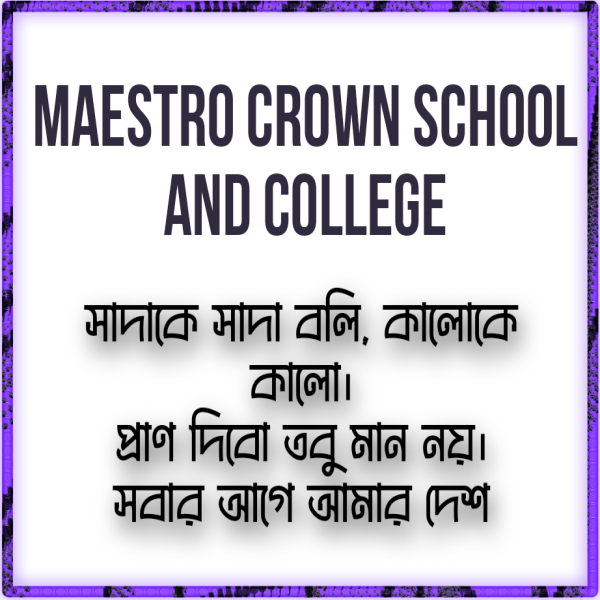 MAESTRO CROWN SCHOOL
AND COLLEGE
সাদাকে সাদা বলি, কালোকে
কালো।
প্রাণ দিবো তবু মান নয়।
সবার আগে আমার দেশ